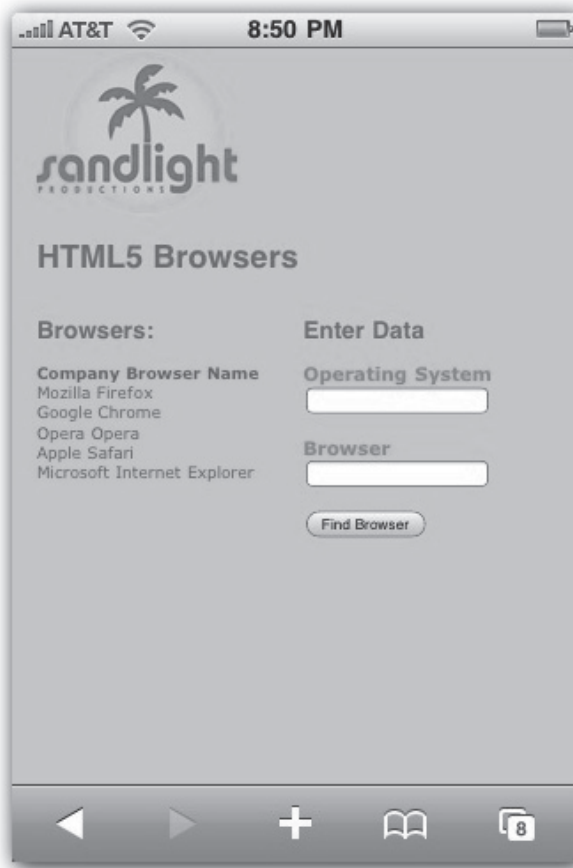 AT&T 8:50 PM
sandlight
PRODUCTIONS
HTML5 Browsers
Browsers:
Company Browser Name
Mozilla Firefox
Google Chrome
Opera Opera
Apple Safari
Microsoft Internet Explorer
Enter Data
Operating System
Browser
Find Browser
8